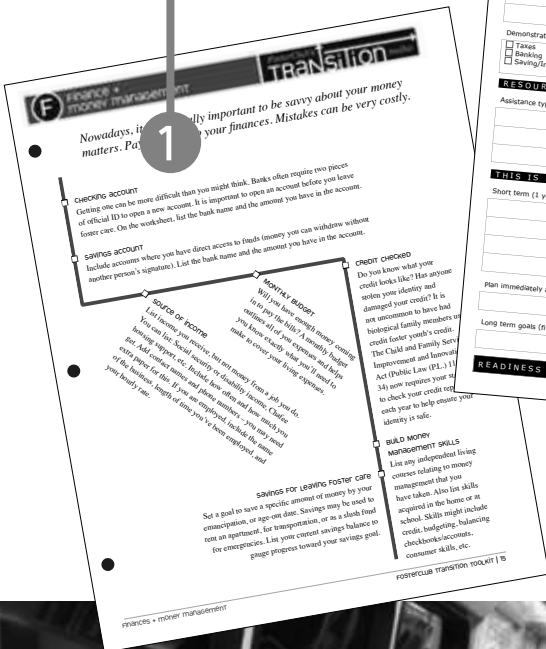 F
Finance +
money management
FosterClub's
TRANSITION
toolkit
1
Nowadays, it ally important to be savvy about your money
matters. Pay your finances. Mistakes can be very costly.
CHECKING ACCOUNT
Getting one can be more difficult than you might think. Banks often require two pieces
of official ID to open a new account. It is important to open an account before you leave
foster care. On the worksheet, list the bank name and the amount you have in the account.
SAVINGS ACCOUNT
Include accounts where you have direct access to funds (money you can withdraw without
another person's signature). List the bank name and the amount you have in the account.
SOURCE OF INCOME
List income you receive, but not money from a job you do.
You can list: Social Security or disability income, Chafee
housing support, etc. Include how often and how much you
get. Add contact names and phone numbers - you may need
extra paper for this. If you are employed, include the name
of the business, length of time you've been employed, and
your hourly rate.
MONTHLY BUDGET
Will you have enough money coming
in to pay the bills? A monthly budget
outlines all of you expenses and helps
you know exactly what you'll need to
make to cover your living expenses
CREDIT CHECKED
Do you know what your
credit looks like? Has anyone
stolen your identity and
damaged your credit? It is
not uncommon to have had
biological family members us
credit foster youth's credit.
The Child and Family Servi
Improvement and Innovati
Act (Public Law (P.L.) 11
34) now requires your st
to check your credit rep
each year to help ensure your
identity is safe.
BUILD MONEY
MANAGEMENT SKILLS
List any independent living
courses relating to money
management that you
have taken. Also list skills
acquired in the home or at
school. Skills might include
credit, budgeting, balancing
checkbooks/accounts,
consumer skills, etc.
SAVINGS FOR LEAVING FOSTER CARE
Set a goal to save a specific amount of money by your
emancipation, or age-out date. Savings may be used to
rent an apartment, for transportation, or as a slush fund
for emergencies. List your current savings balance to
gauge progress toward your savings goal.
FINANCES + MONEY MANAGEMENT
FOSTERCLUB TRANSITION TOOLKIT | 15
Demonstrat
Taxes
Banking
Saving/In
RESOUR
Assistance ty
THIS IS
Short term (1 y
Plan immediately a
Long term goals (fi
READINESS